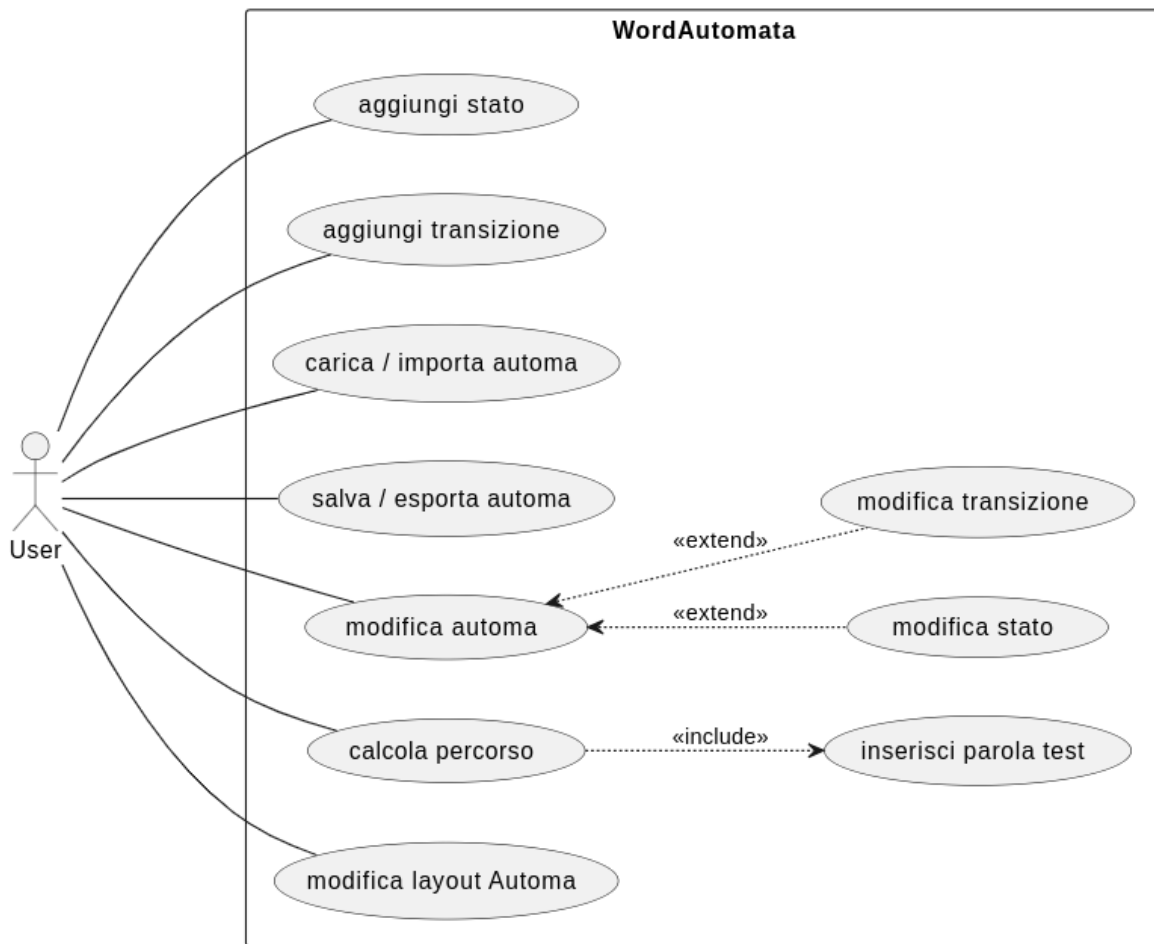 WordAutomata
aggiungi stato
aggiungi transizione
carica / importa automa
salva / esporta automa
modifica transizione
«extend»
User
«extend»
modifica automa
modifica stato
«include»
calcola percorso
inserisci parola test
modifica layout Automa